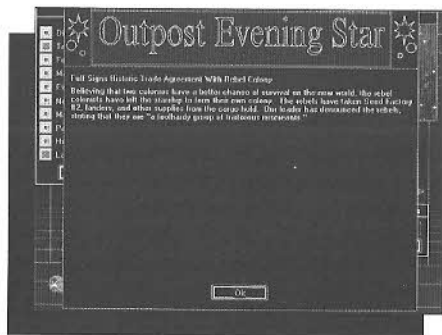 Outpost Evening Star
Full Signs Historic Trade Agreement With Rebel Colony
Believing that two colonies have a better chance of survival on the new world, the rebel
colonists have left the starship to form their own colony. The rebels have taken Seed Factory
#2, landers, and other supplies from the cargo hold. Our leader has denounced the rebels,
stating that they are "a foolhardy group of traitorous miscreants."
Ok